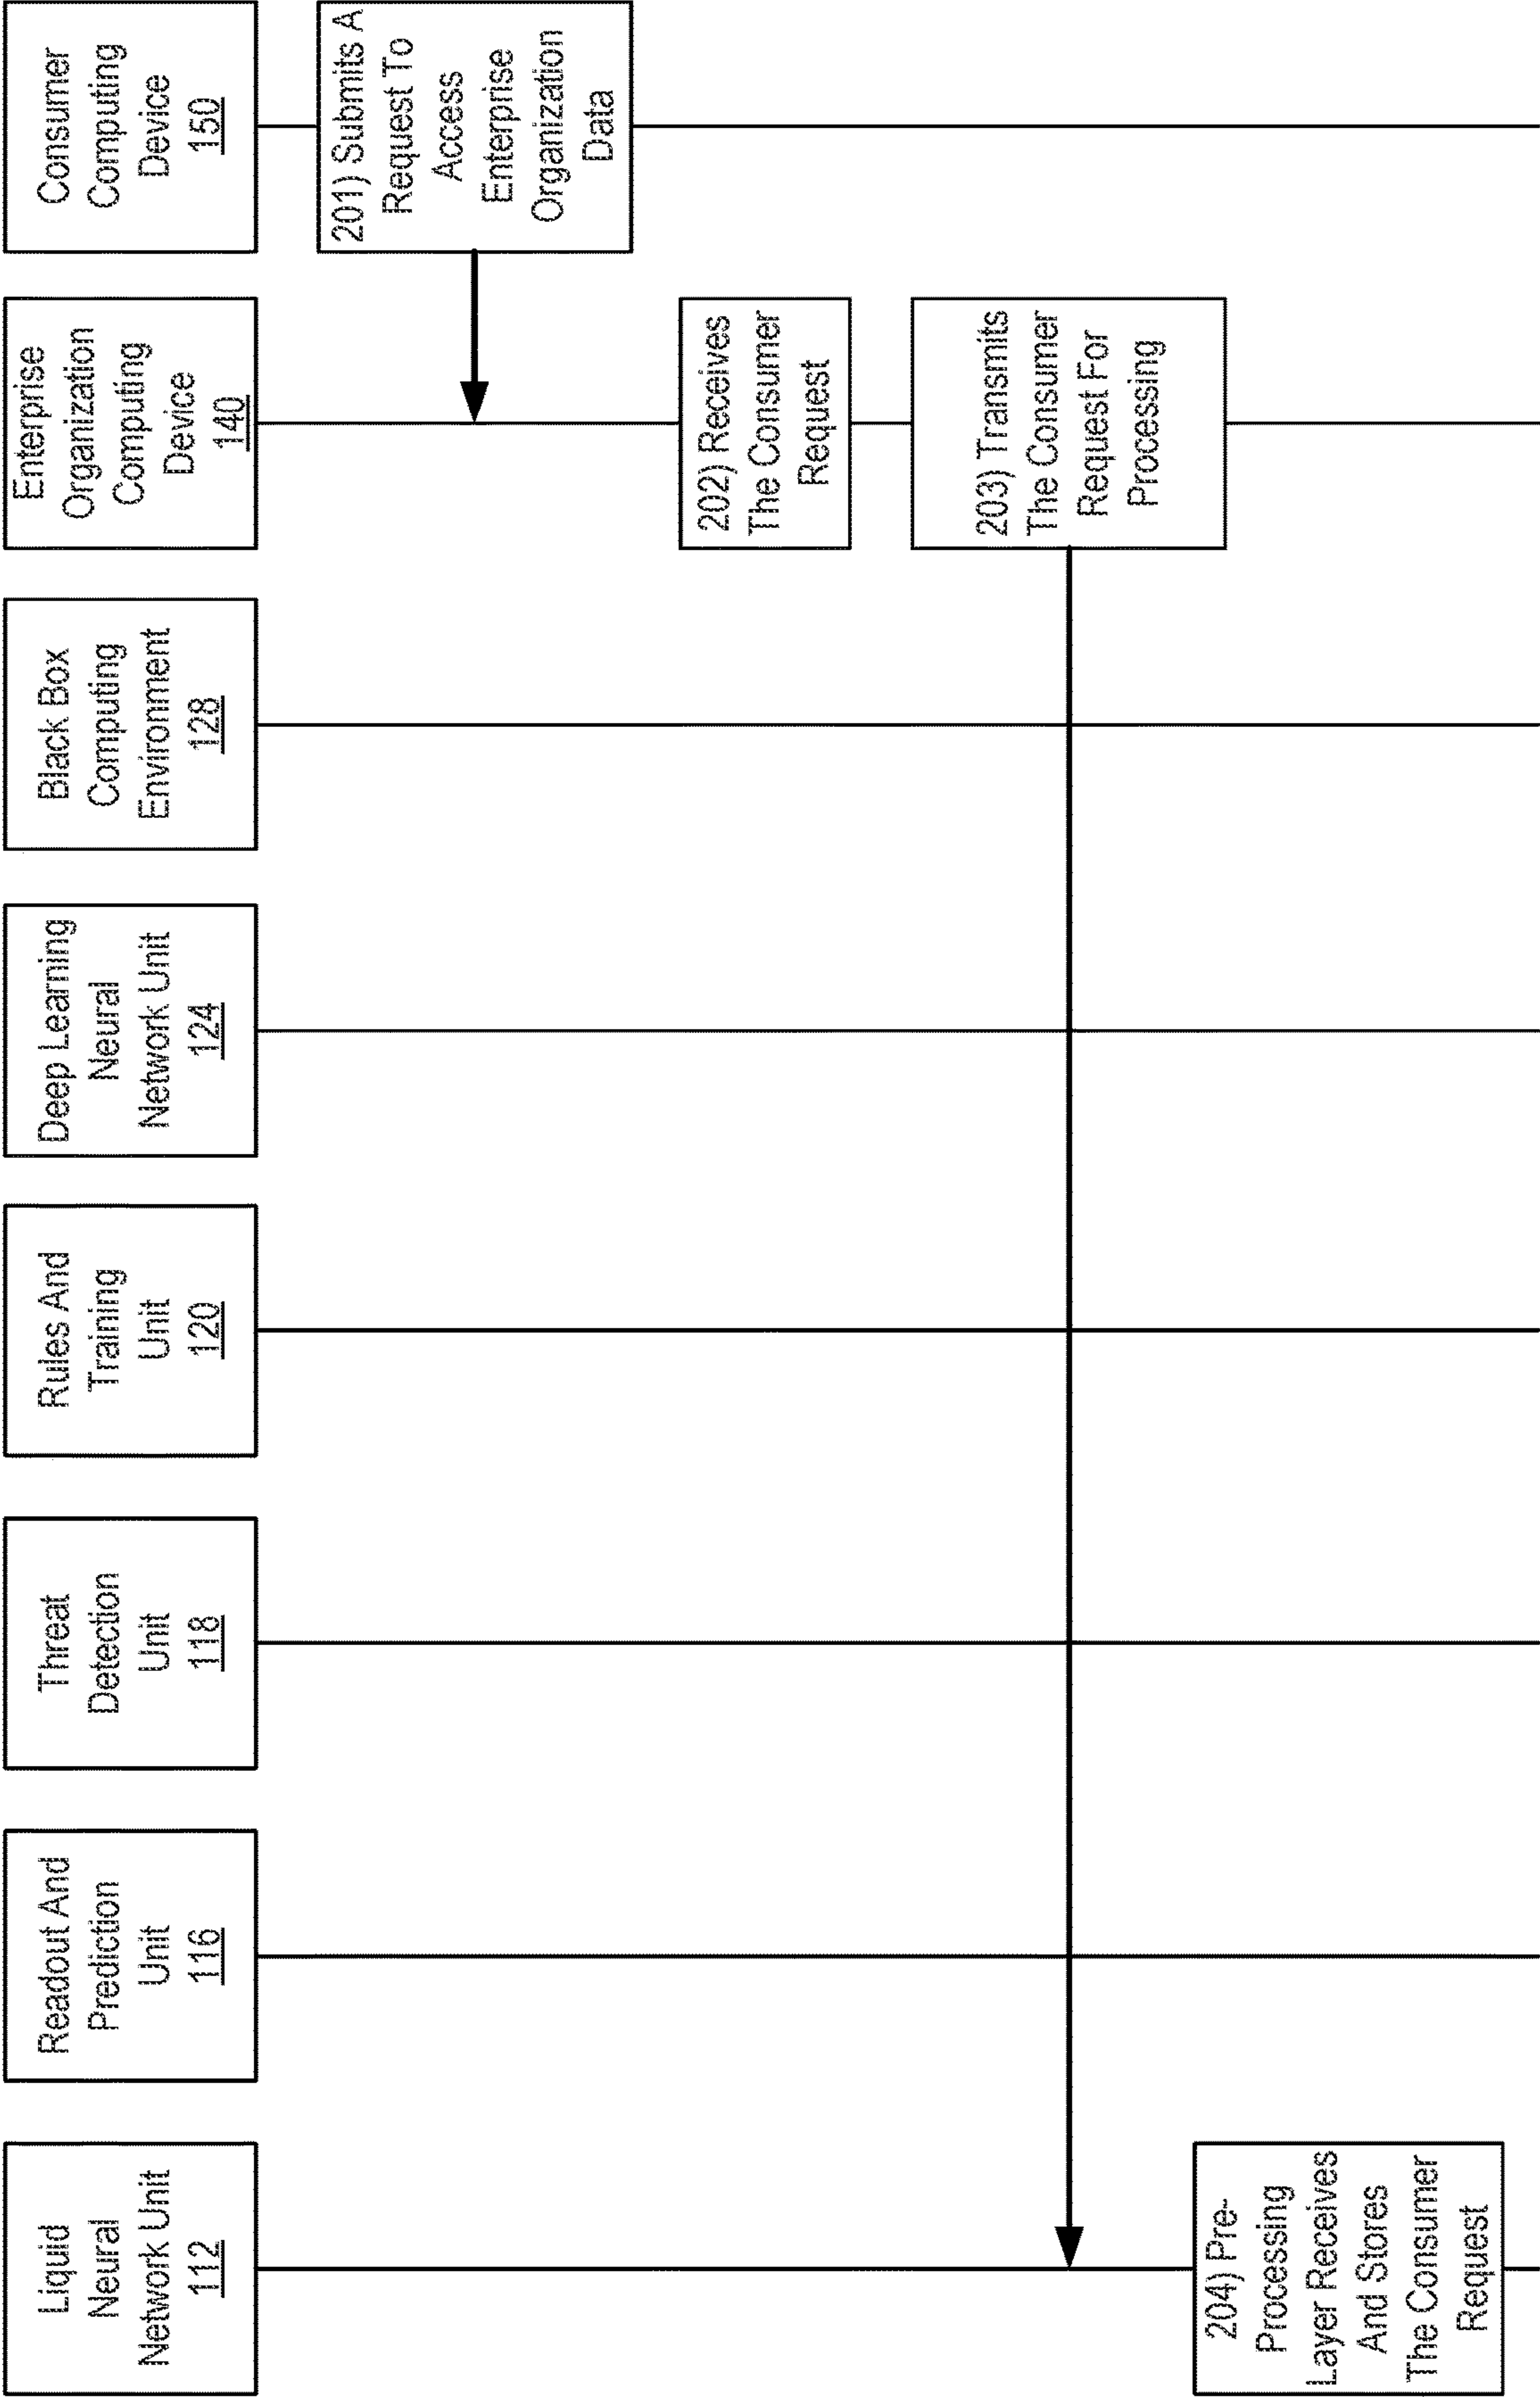 Liquid
Neural
Network Unit
112
Readout And
Prediction
Unit
116
Threat
Detection
Unit
118
Rules And
Training
Unit
120
Deep Learning
Neural
Network Unit
124
Black Box
Computing
Environment
128
Enterprise
Organization
Computing
Device
140
Consumer
Computing
Device
150
201) Submits A
Request To
Access
Enterprise
Organization
Data
202) Receives
The Consumer
Request
203) Transmits
The Consumer
Request For
Processing
204) Pre-
Processing
Layer Receives
And Stores
The Consumer
Request